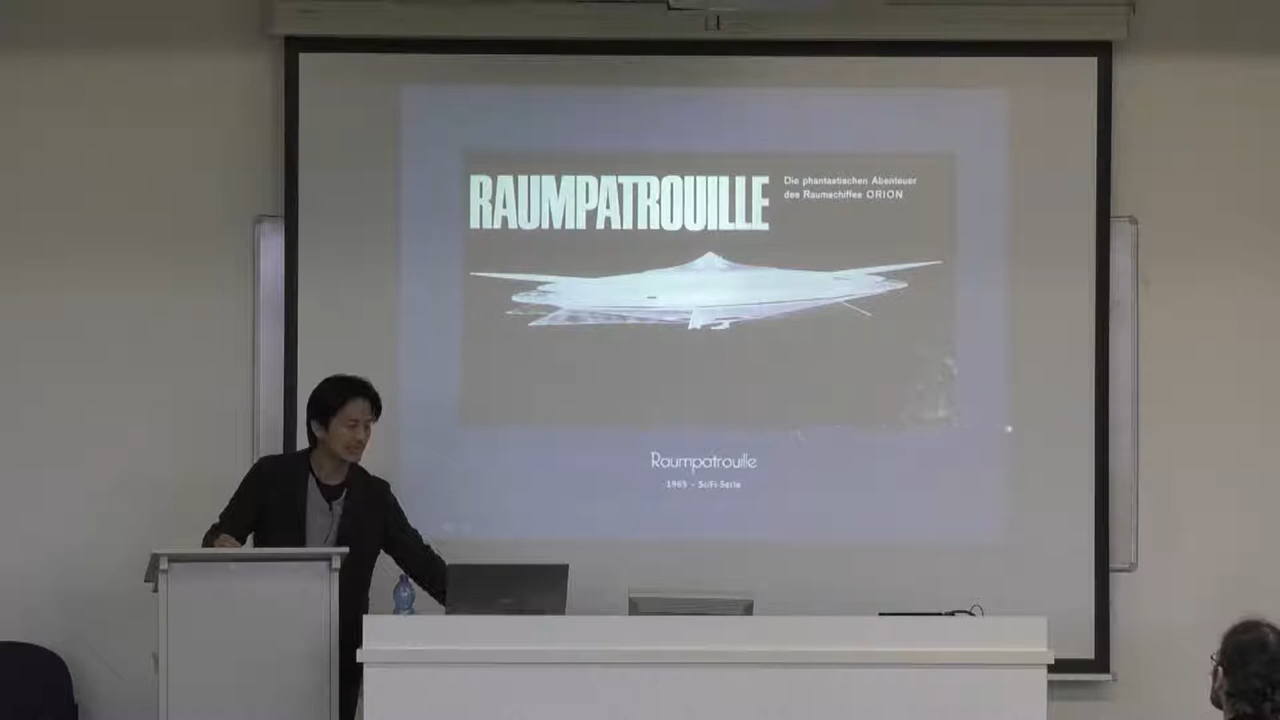 RAUMPATROUILLE
Die phantastischen Abenteuer
des Raumschiffes ORION
Raumpatrouille
1965 - SciFi-Serie